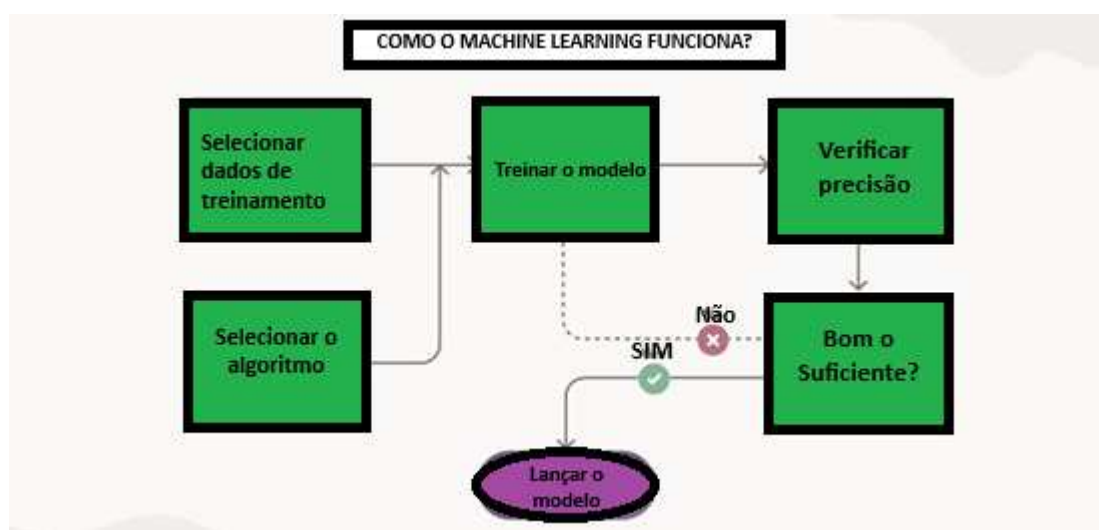 COMO O MACHINE LEARNING FUNCIONA?
Selecionar
dados de
treinamento
Treinar o modelo
Verificar
precisão
Selecionar o
algoritmo
Não
SIM
Bom o
Suficiente?
Lançar o
modelo